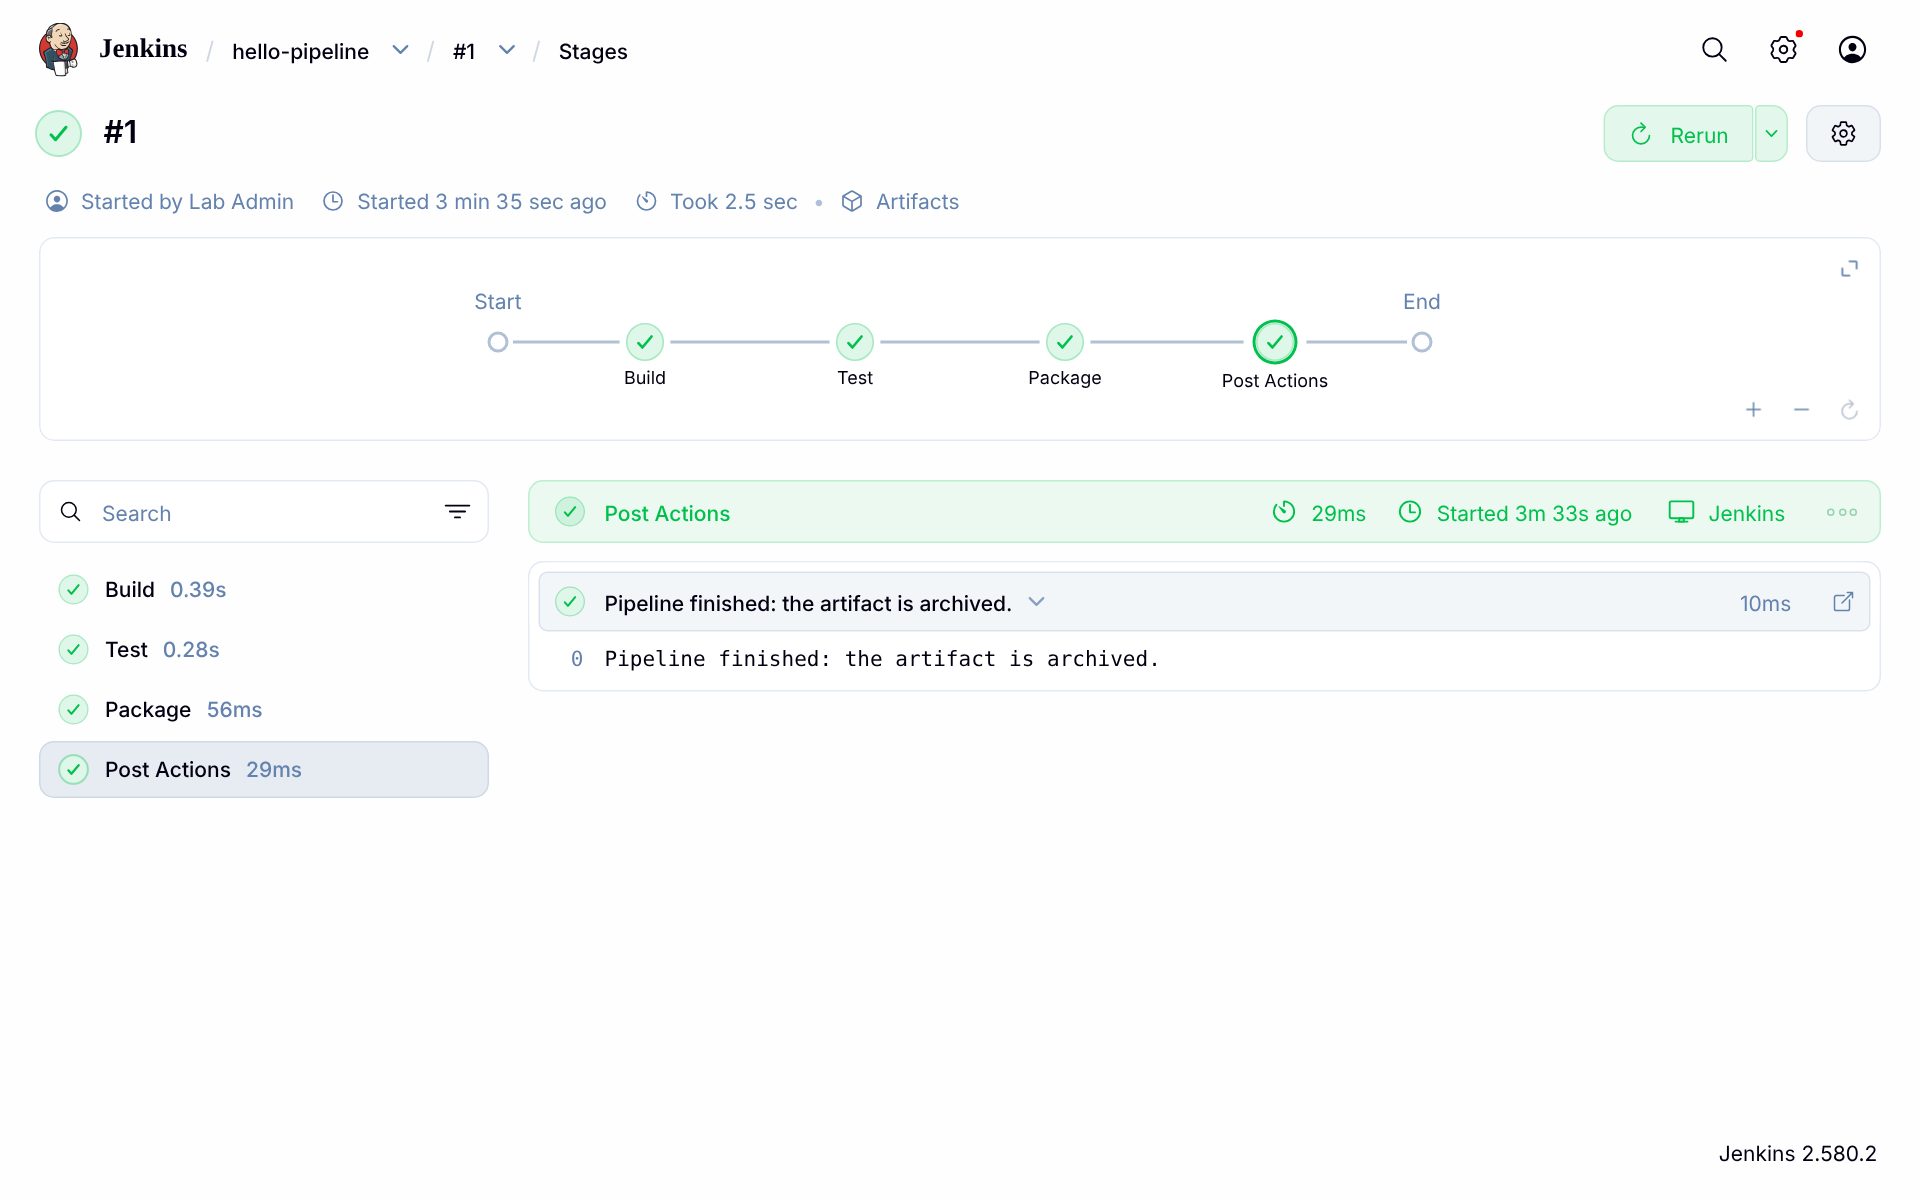 Jenkins / hello-pipeline / #1 / Stages
#1
Rerun
Started by Lab Admin Started 3 min 35 sec ago Took 2.5 sec • Artifacts
Start End
Build Test Package Post Actions
Search
Build 0.39s
Test 0.28s
Package 56ms
Post Actions 29ms
Post Actions 29ms Started 3m 33s ago Jenkins
Pipeline finished: the artifact is archived. 10ms
0 Pipeline finished: the artifact is archived.
Jenkins 2.580.2